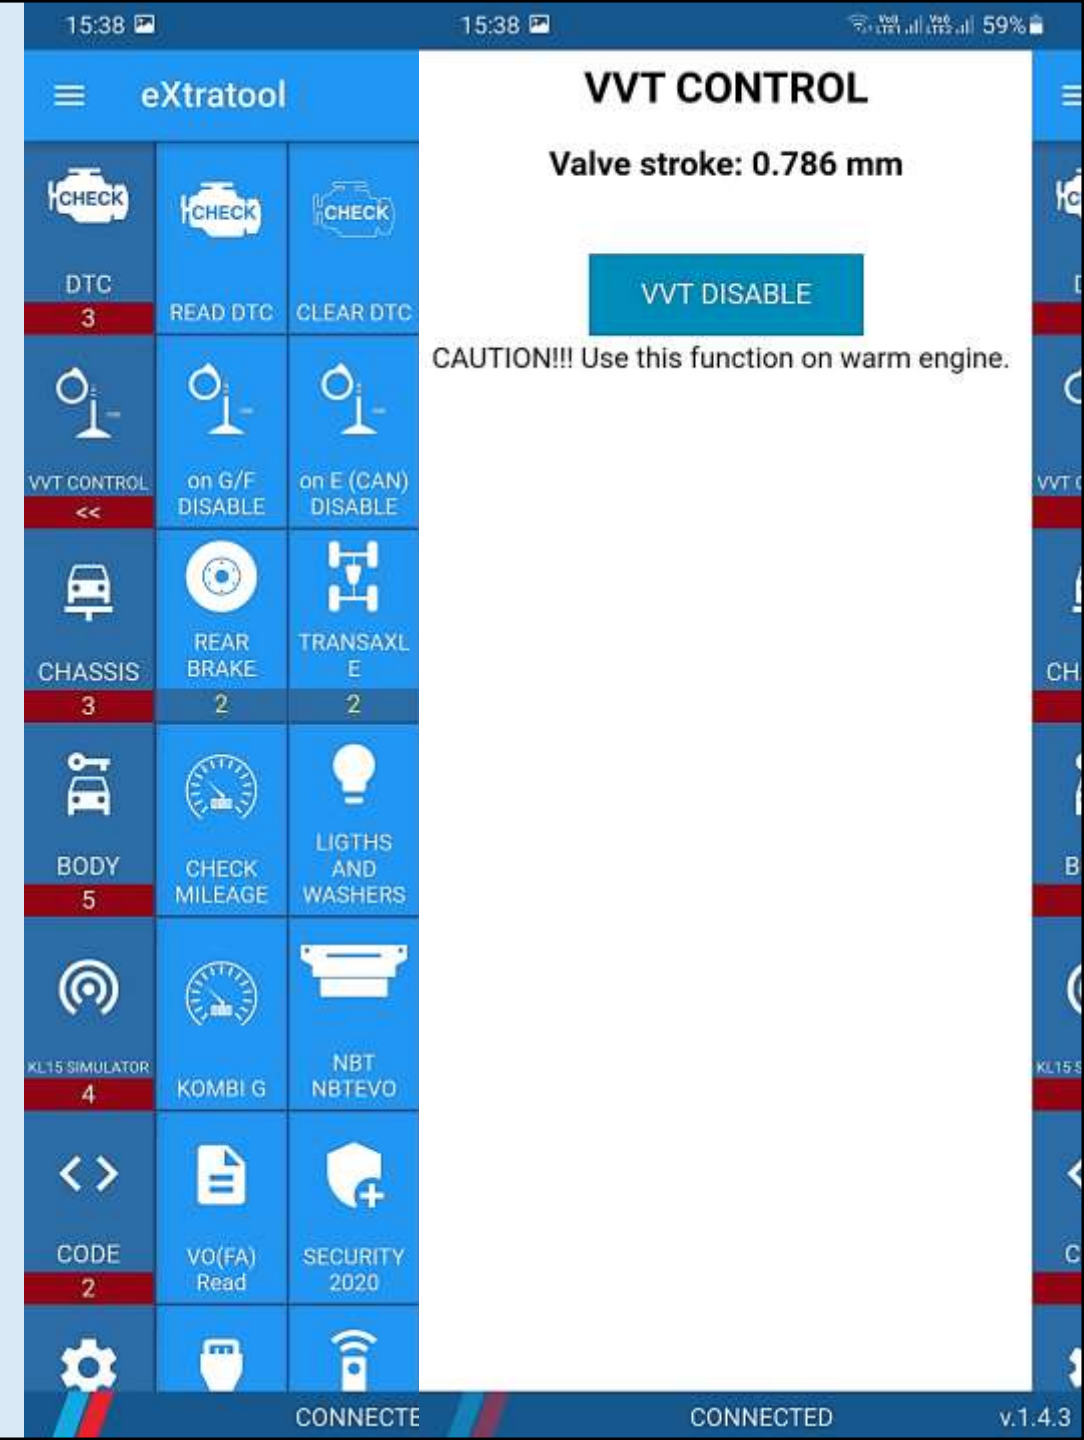 15:38
eXtratool
CHECK
DTC
3
CHECK
READ DTC
CHECK
CLEAR DTC
VVT CONTROL
<<
on G/F
DISABLE
on E (CAN)
DISABLE
CHASSIS
3
REAR
BRAKE
2
TRANSAXL
E
2
BODY
5
CHECK
MILEAGE
LIGTHS
AND
WASHERS
KL15 SIMULATOR
4
KOMBI G
NBT
NBTEVO
CODE
2
VO(FA)
Read
SECURITY
2020
CONNECTE
15:38
59%
VVT CONTROL
Valve stroke: 0.786 mm
VVT DISABLE
CAUTION!!! Use this function on warm engine.
VVT C
CH
B
KL15 S
C
CONNECTED
v.1.4.3